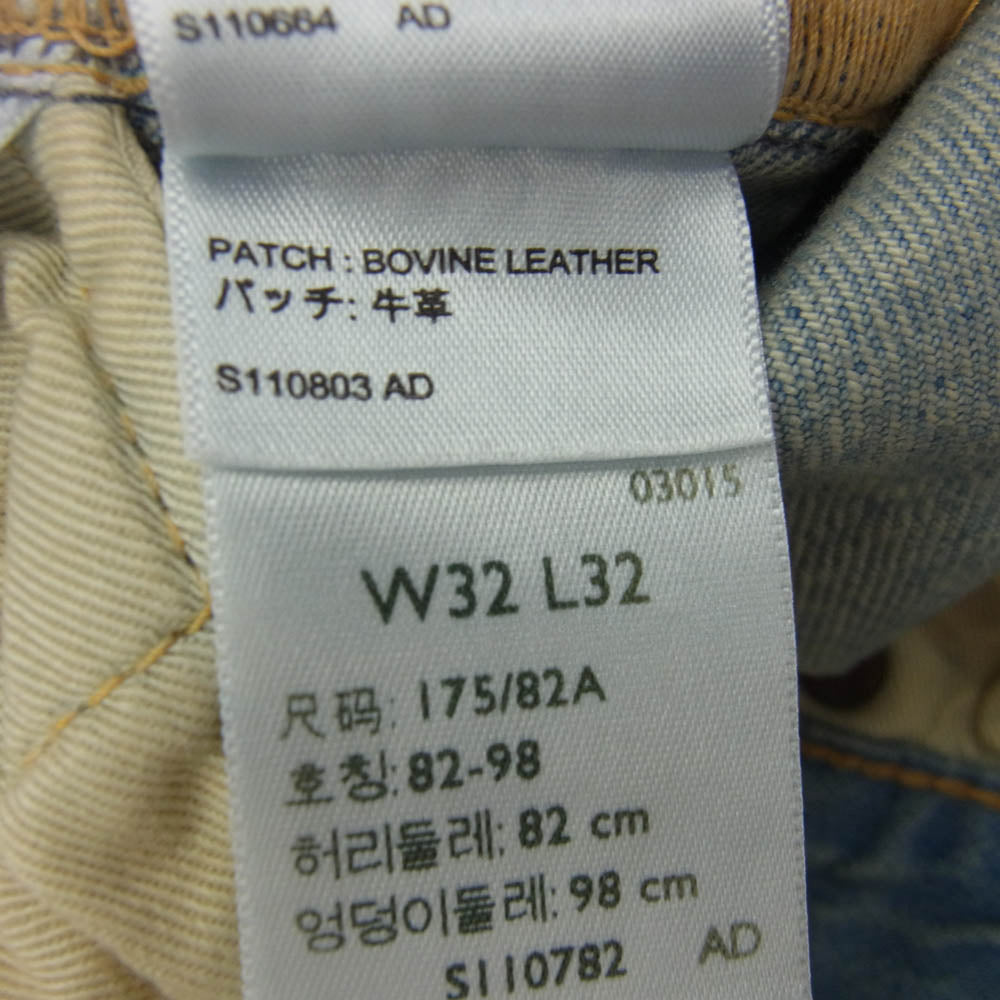 S110664 AD
PATCH : BOVINE LEATHER
パッチ: 牛革
S110803 AD
03015
W32 L32
尺码: 175/82A
호칭: 82-98
허리둘레: 82 cm
엉덩이둘레: 98 cm
S110782 AD